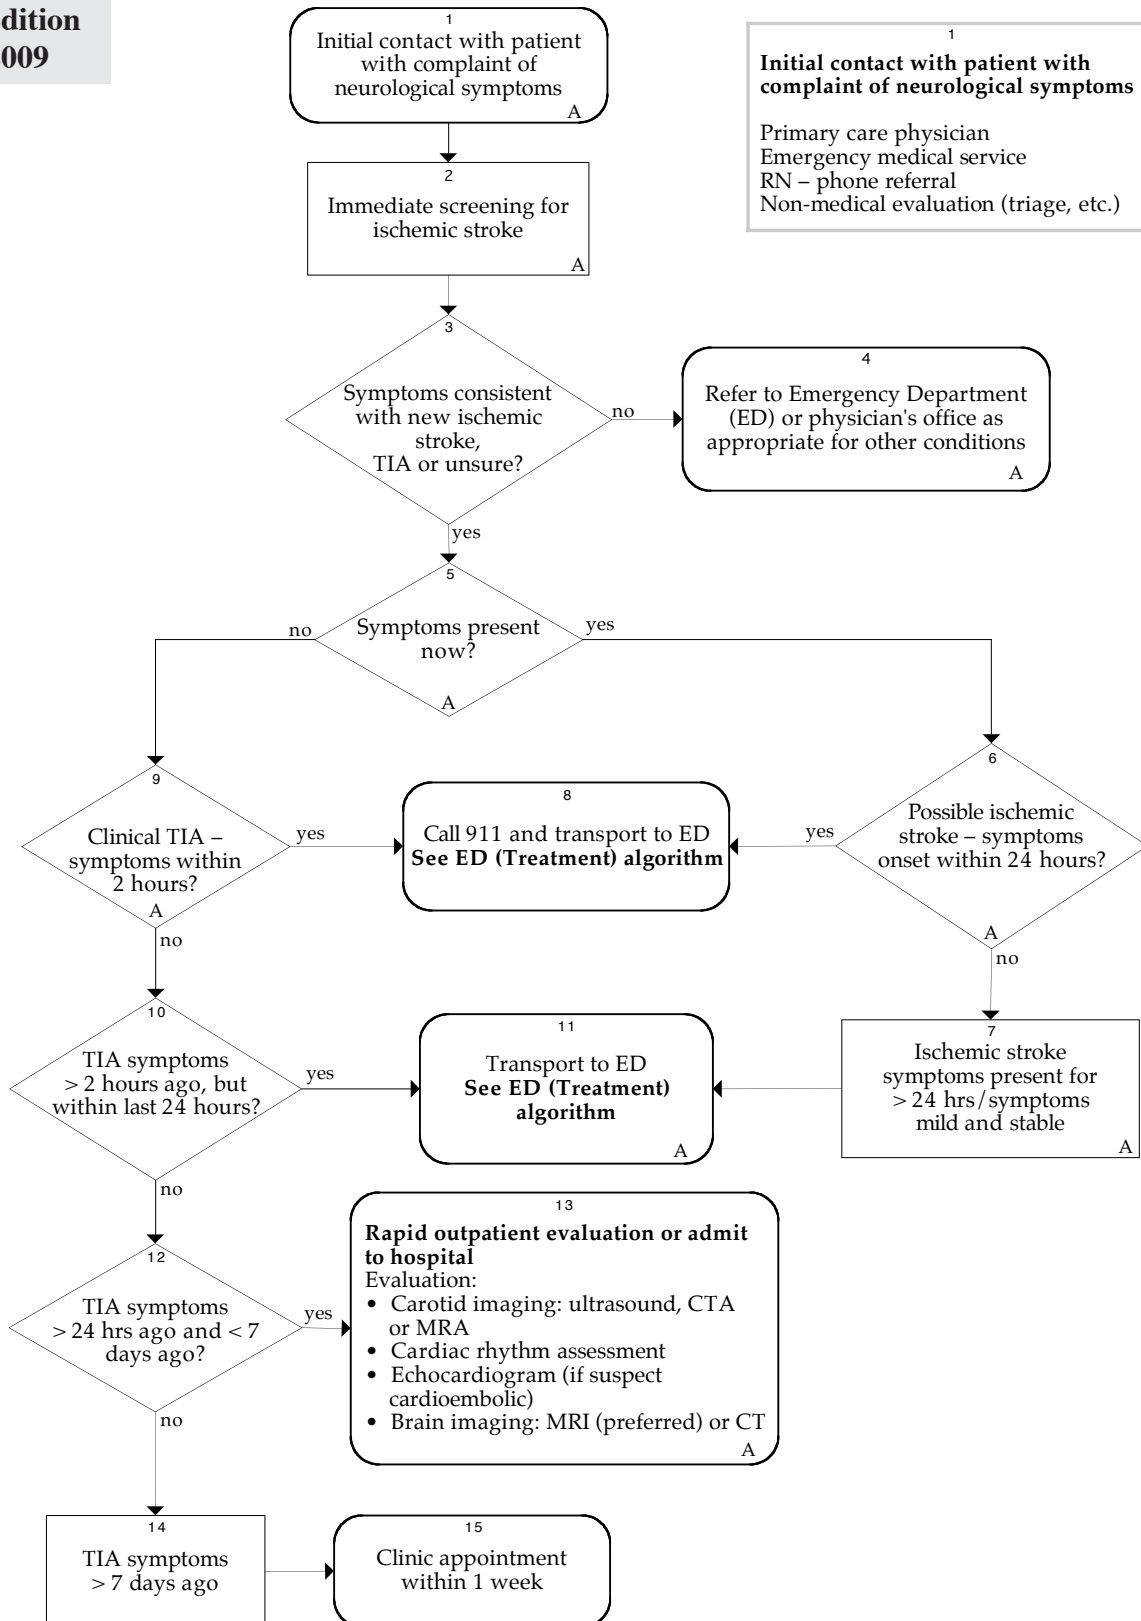 dition
009
1
Initial contact with patient
with complaint of
neurological symptoms
A
1
Initial contact with patient with
complaint of neurological symptoms
Primary care physician
Emergency medical service
RN – phone referral
Non-medical evaluation (triage, etc.)
2
Immediate screening for
ischemic stroke
A
3
Symptoms consistent
with new ischemic
stroke,
TIA or unsure?
no
4
Refer to Emergency Department
(ED) or physician's office as
appropriate for other conditions
A
yes
5
Symptoms present
now?
A
no
yes
9
Clinical TIA –
symptoms within
2 hours?
A
yes
8
Call 911 and transport to ED
See ED (Treatment) algorithm
yes
6
Possible ischemic
stroke – symptoms
onset within 24 hours?
A
no
no
10
TIA symptoms
> 2 hours ago, but
within last 24 hours?
yes
11
Transport to ED
See ED (Treatment)
algorithm
A
7
Ischemic stroke
symptoms present for
> 24 hrs/symptoms
mild and stable
A
no
12
TIA symptoms
> 24 hrs ago and < 7
days ago?
yes
13
Rapid outpatient evaluation or admit
to hospital
Evaluation:
• Carotid imaging: ultrasound, CTA
or MRA
• Cardiac rhythm assessment
• Echocardiogram (if suspect
cardioembolic)
• Brain imaging: MRI (preferred) or CT
A
no
14
TIA symptoms
> 7 days ago
15
Clinic appointment
within 1 week